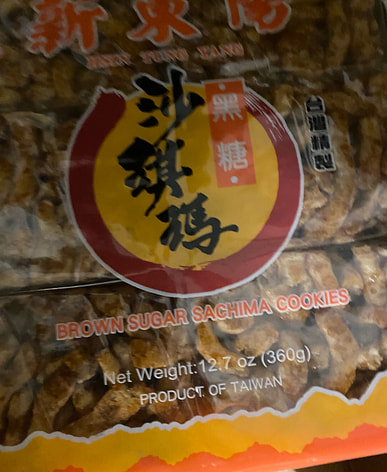 新東陽
HSIN TUNG YANG
黑糖
沙琪瑪
台灣精製
BROWN SUGAR SACHIMA COOKIES
Net Weight:12.7 oz (360g)
PRODUCT OF TAIWAN